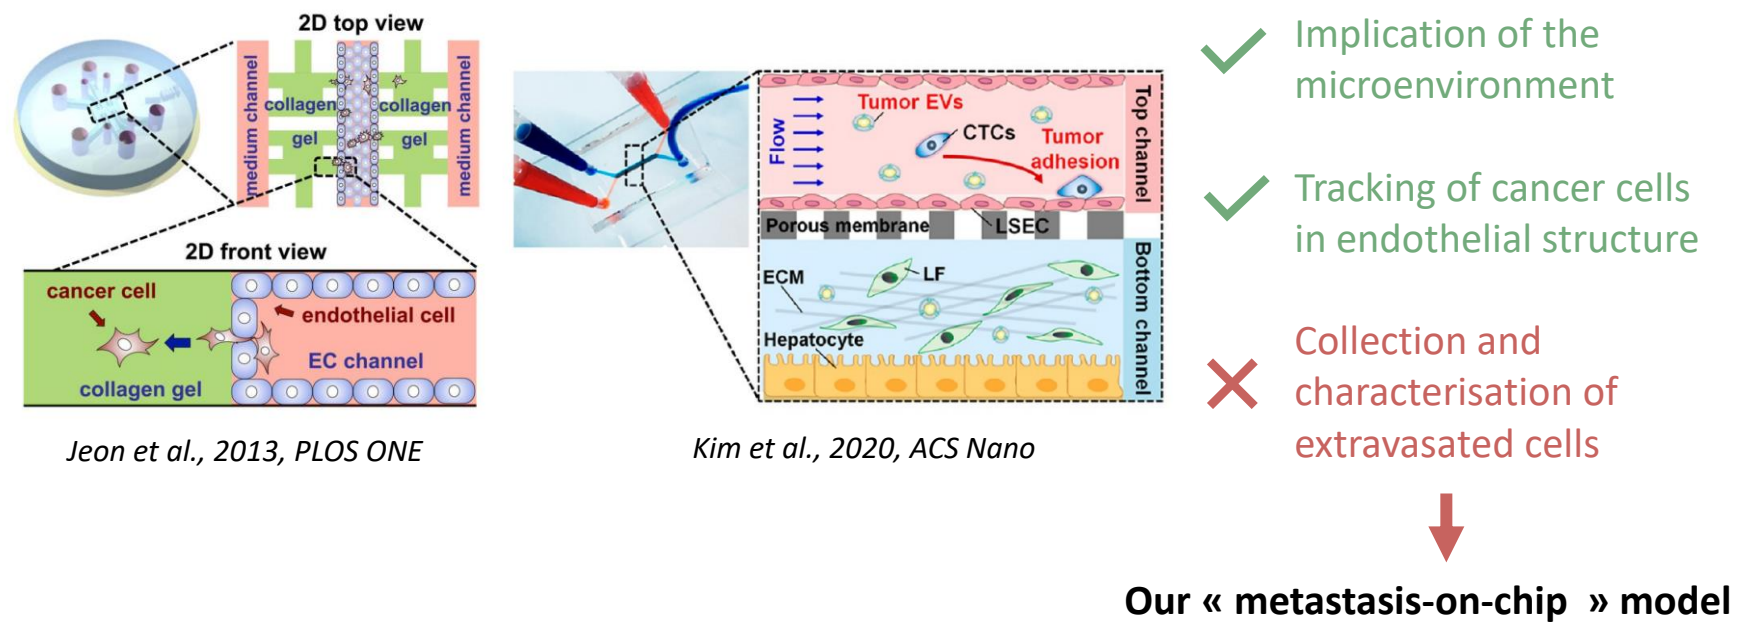 2D top view
medium channel
collagen
gel
collagen
gel
medium channel
2D front view
cancer cell
endothelial cell
EC channel
collagen gel
Jeon et al., 2013, PLOS ONE
Flow
Tumor EVs
CTCs
Tumor
adhesion
Top channel
Porous membrane
LSEC
ECM
LF
Hepatocyte
Bottom channel
Kim et al., 2020, ACS Nano
Implication of the
microenvironment
Tracking of cancer cells
in endothelial structure
Collection and
characterisation of
extravasated cells
Our « metastasis-on-chip » model